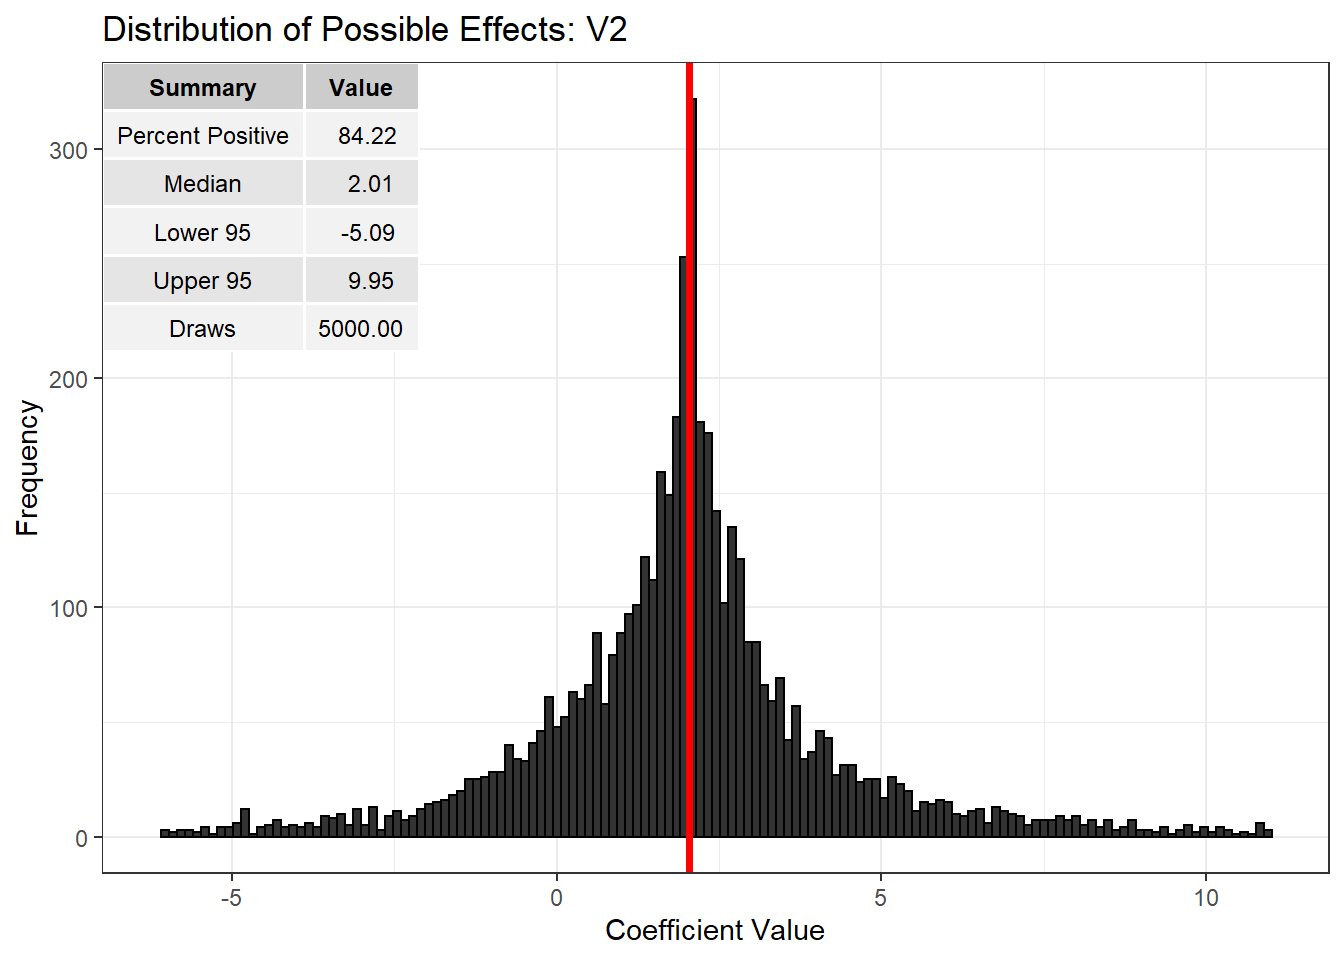 Distribution of Possible Effects: V2
Summary Value
Percent Positive 84.22
Median 2.01
Lower 95 -5.09
Upper 95 9.95
Draws 5000.00
300
200
100
0
Frequency
-5 0 5 10
Coefficient Value